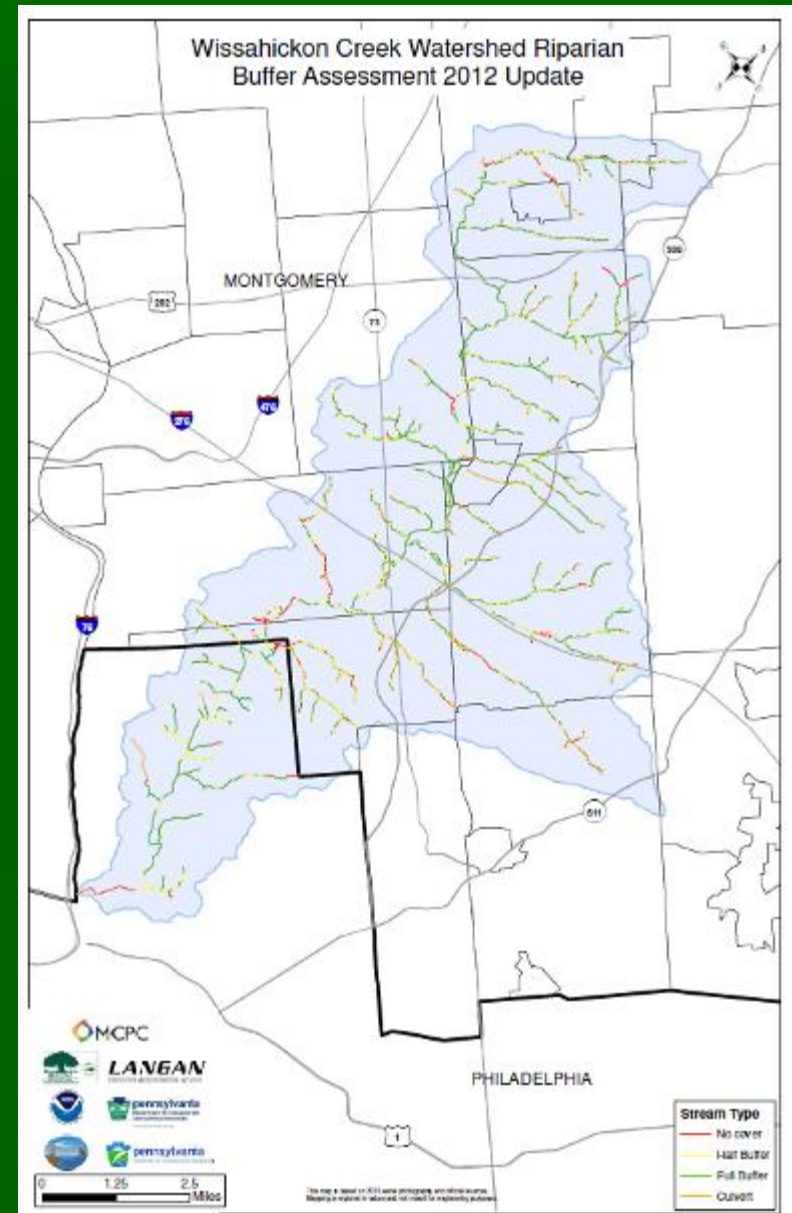 Wissahickon Creek Watershed Riparian
Buffer Assessment 2012 Update
MONTGOMERY
202
73
309
276
476
76
611
MCPC
LANGAN
pennsylvania
pennsylvania
PHILADELPHIA
1
Stream Type
No cover
Half Buffer
Full Buffer
Culvert
0 1.25 2.5
Miles